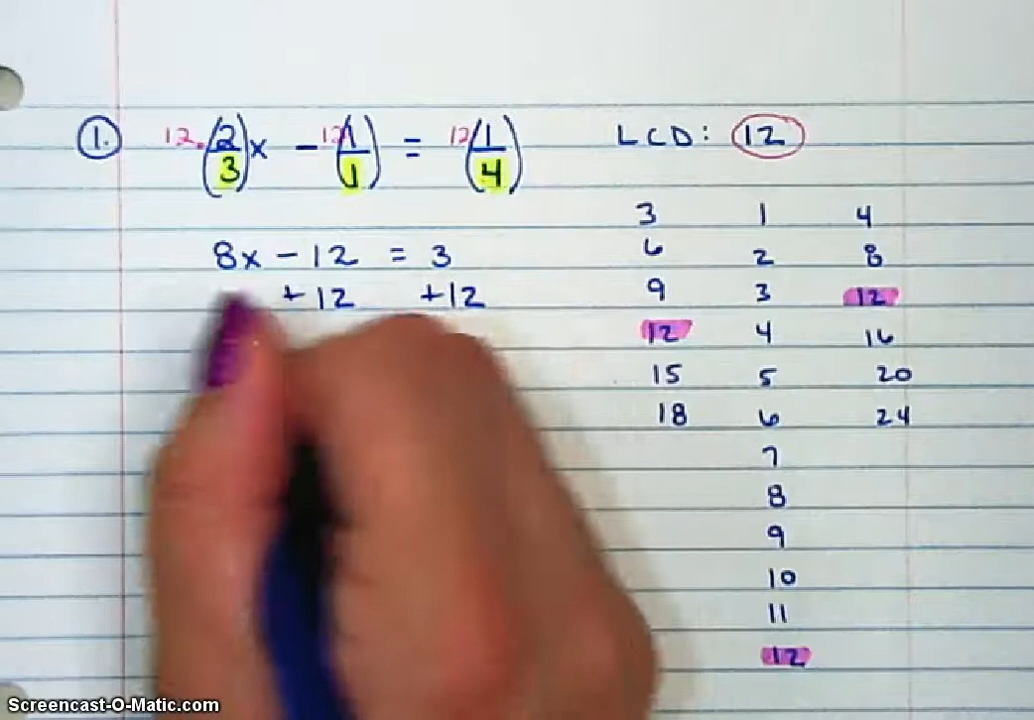 1. 12·(2/3)x - 12(1/1) = 12(1/4) LCD: 12
3 1 4
8x - 12 = 3 6 2 8
+12 +12 9 3 12
12 4 16
15 5 20
18 6 24
7
8
9
10
11
12
Screencast-O-Matic.com